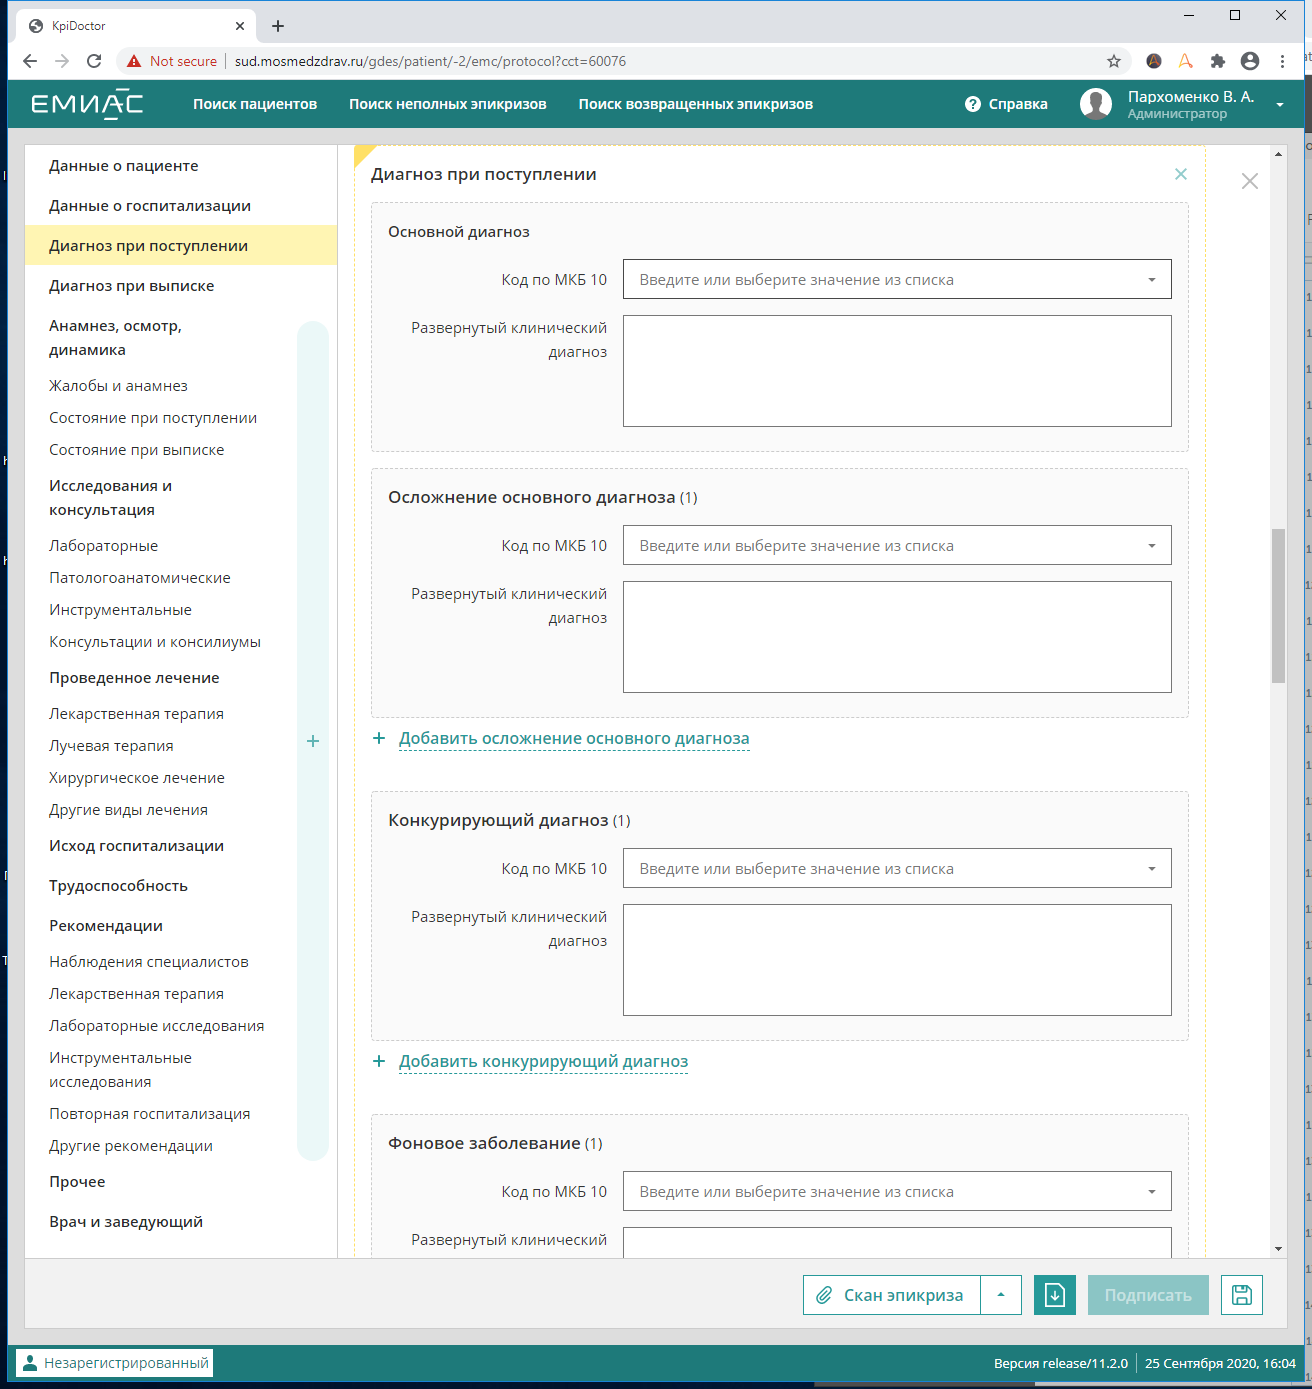 KpiDoctor
Not secure
sud.mosmedzdrav.ru/gdes/patient/-2/emc/protocol?cct=60076
ЕМИАС
Поиск пациентов
Поиск неполных эпикризов
Поиск возвращенных эпикризов
Справка
Пархоменко В. А.
Администратор
Данные о пациенте
Данные о госпитализации
Диагноз при поступлении
Диагноз при выписке
Анамнез, осмотр,
динамика
Жалобы и анамнез
Состояние при поступлении
Состояние при выписке
Исследования и
консультация
Лабораторные
Патологоанатомические
Инструментальные
Консультации и консилиумы
Проведенное лечение
Лекарственная терапия
Лучевая терапия
Хирургическое лечение
Другие виды лечения
Исход госпитализации
Трудоспособность
Рекомендации
Наблюдения специалистов
Лекарственная терапия
Лабораторные исследования
Инструментальные
исследования
Повторная госпитализация
Другие рекомендации
Прочее
Врач и заведующий
Диагноз при поступлении
Основной диагноз
Код по МКБ 10
Введите или выберите значение из списка
Развернутый клинический
диагноз
Осложнение основного диагноза (1)
Код по МКБ 10
Введите или выберите значение из списка
Развернутый клинический
диагноз
+ Добавить осложнение основного диагноза
Конкурирующий диагноз (1)
Код по МКБ 10
Введите или выберите значение из списка
Развернутый клинический
диагноз
+ Добавить конкурирующий диагноз
Фоновое заболевание (1)
Код по МКБ 10
Введите или выберите значение из списка
Развернутый клинический
Скан эпикриза
Подписать
Незарегистрированный
Версия release/11.2.0
25 Сентября 2020, 16:04